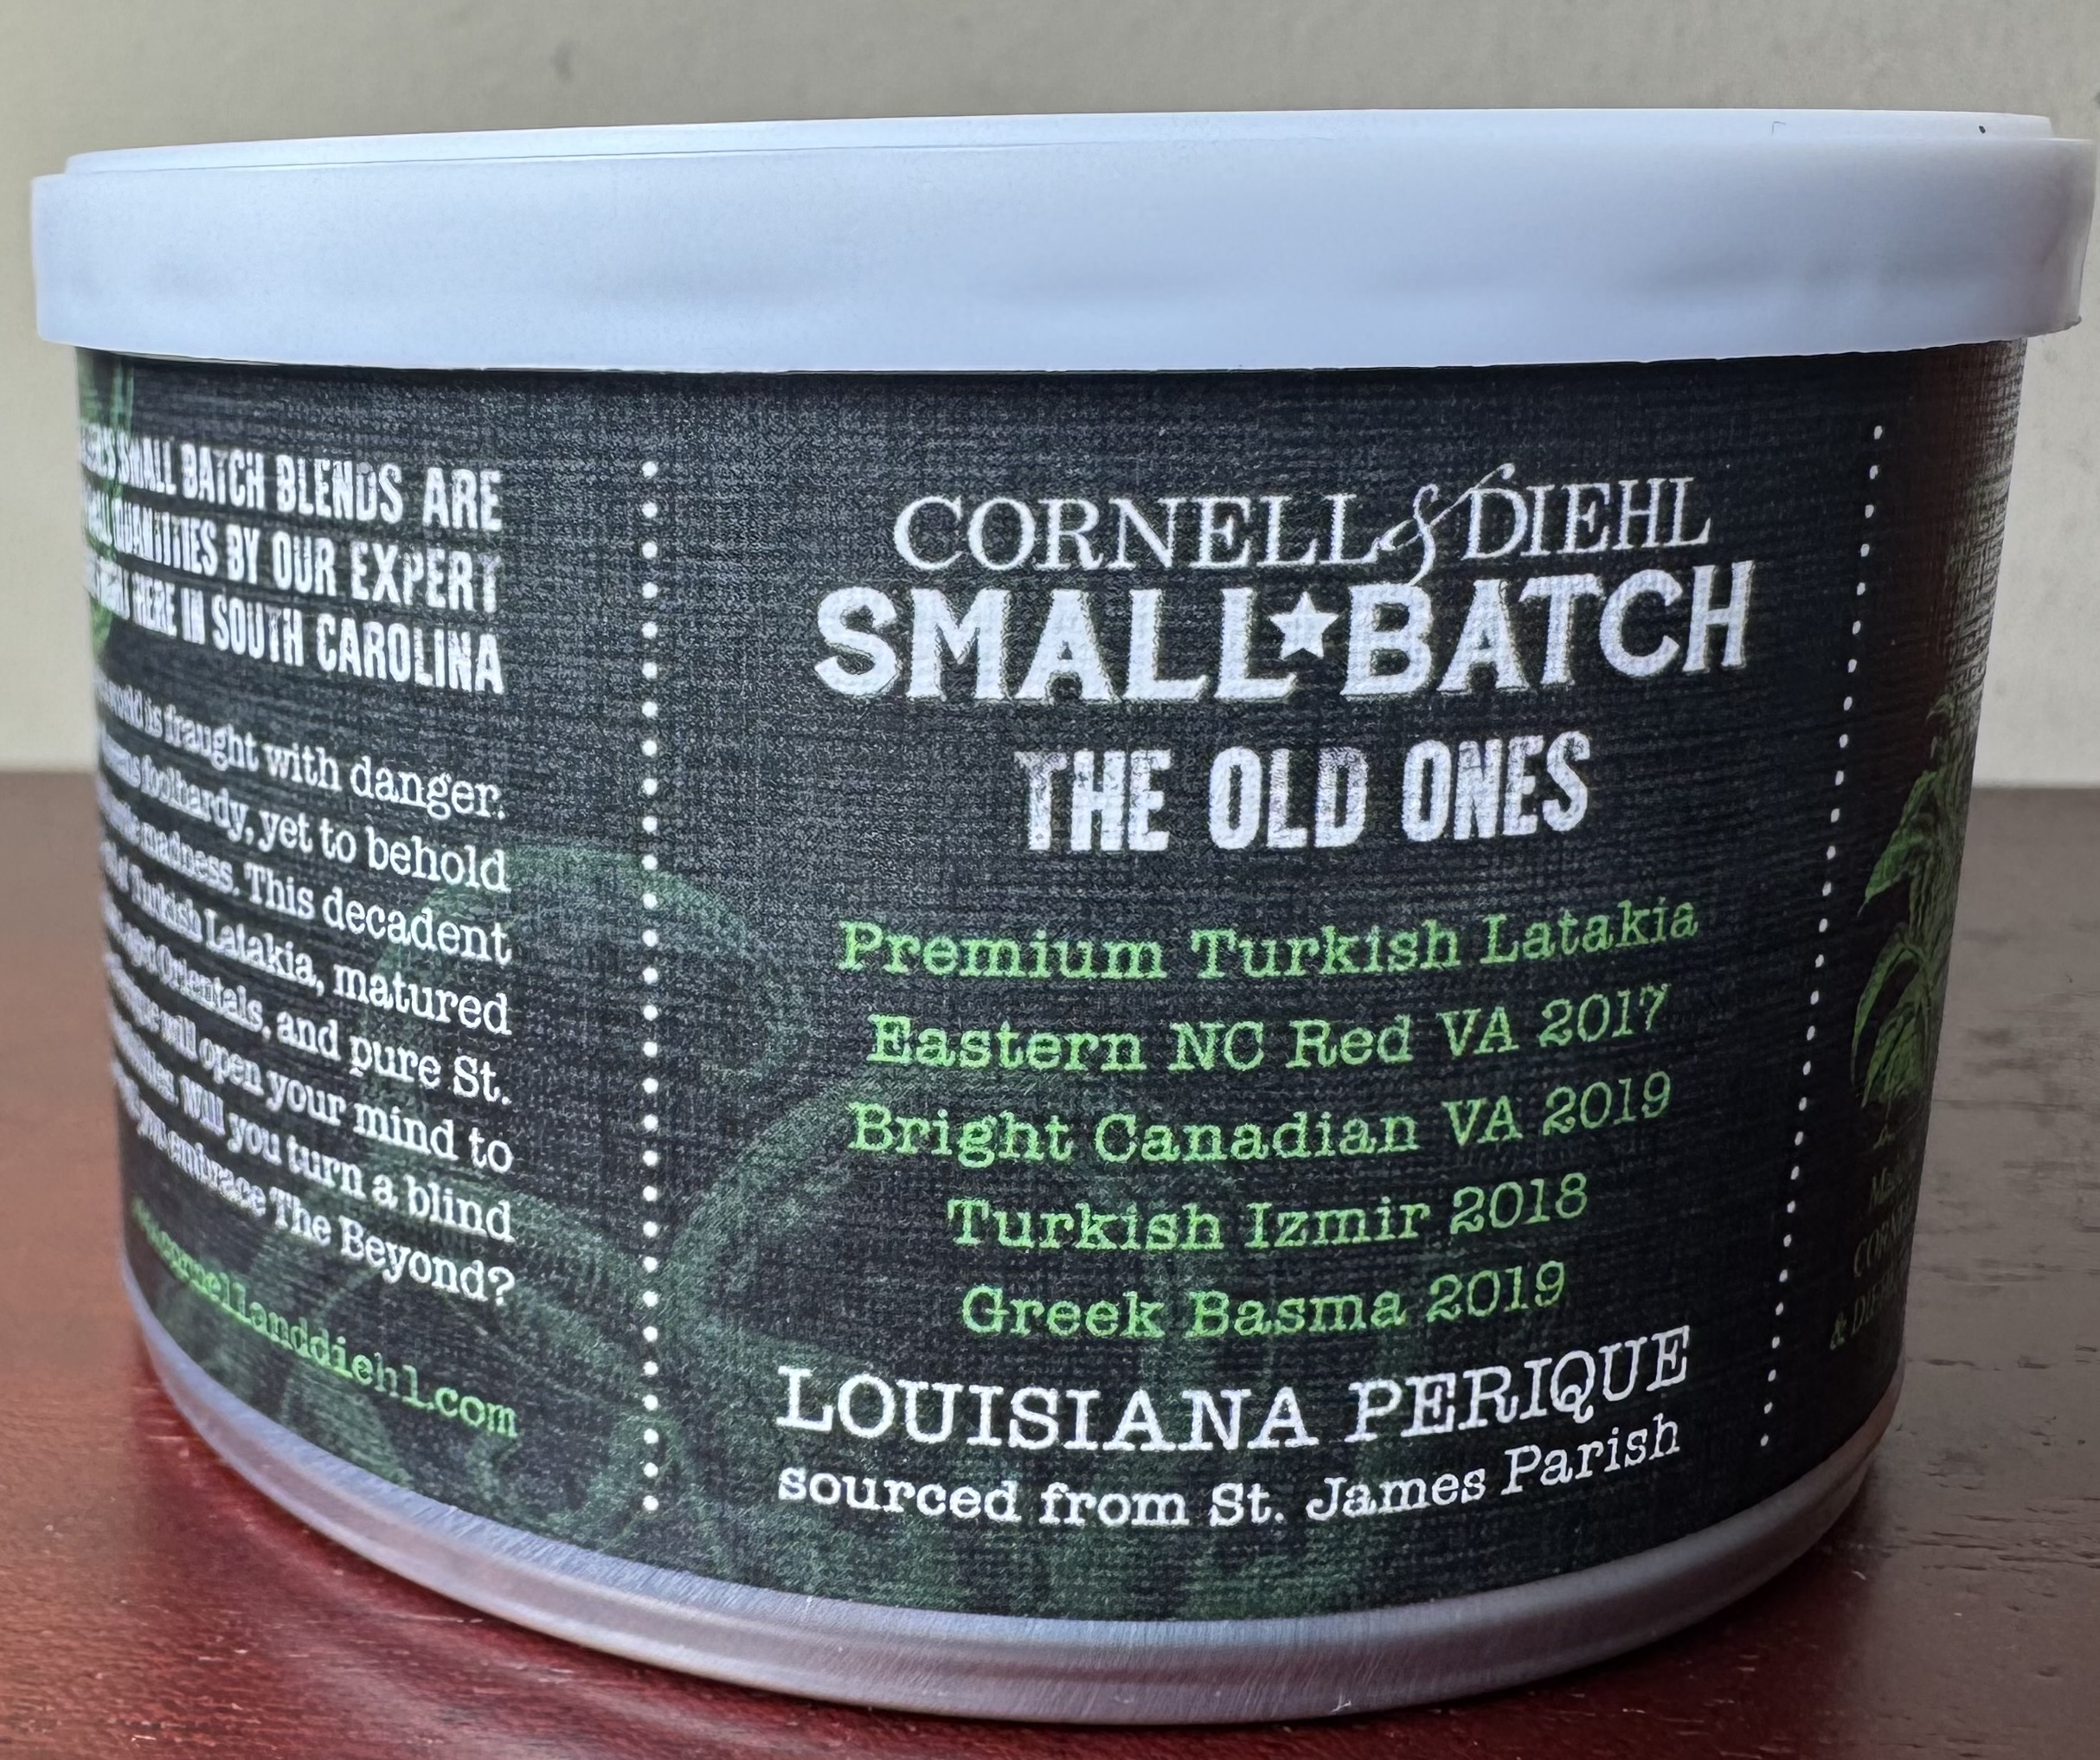 SMALL BATCH BLENDS ARE
QUANTITIES BY OUR EXPERT
HERE IN SOUTH CAROLINA
is fraught with danger.
foolhardy, yet to behold
madness. This decadent
of Turkish Latakia, matured
Orientals, and pure St.
will open your mind to
Will you turn a blind
you embrace The Beyond?
cornellanddiehl.com
CORNELL & DIEHL
SMALL★BATCH
THE OLD ONES
Premium Turkish Latakia
Eastern NC Red VA 2017
Bright Canadian VA 2019
Turkish Izmir 2018
Greek Basma 2019
LOUISIANA PERIQUE
sourced from St. James Parish